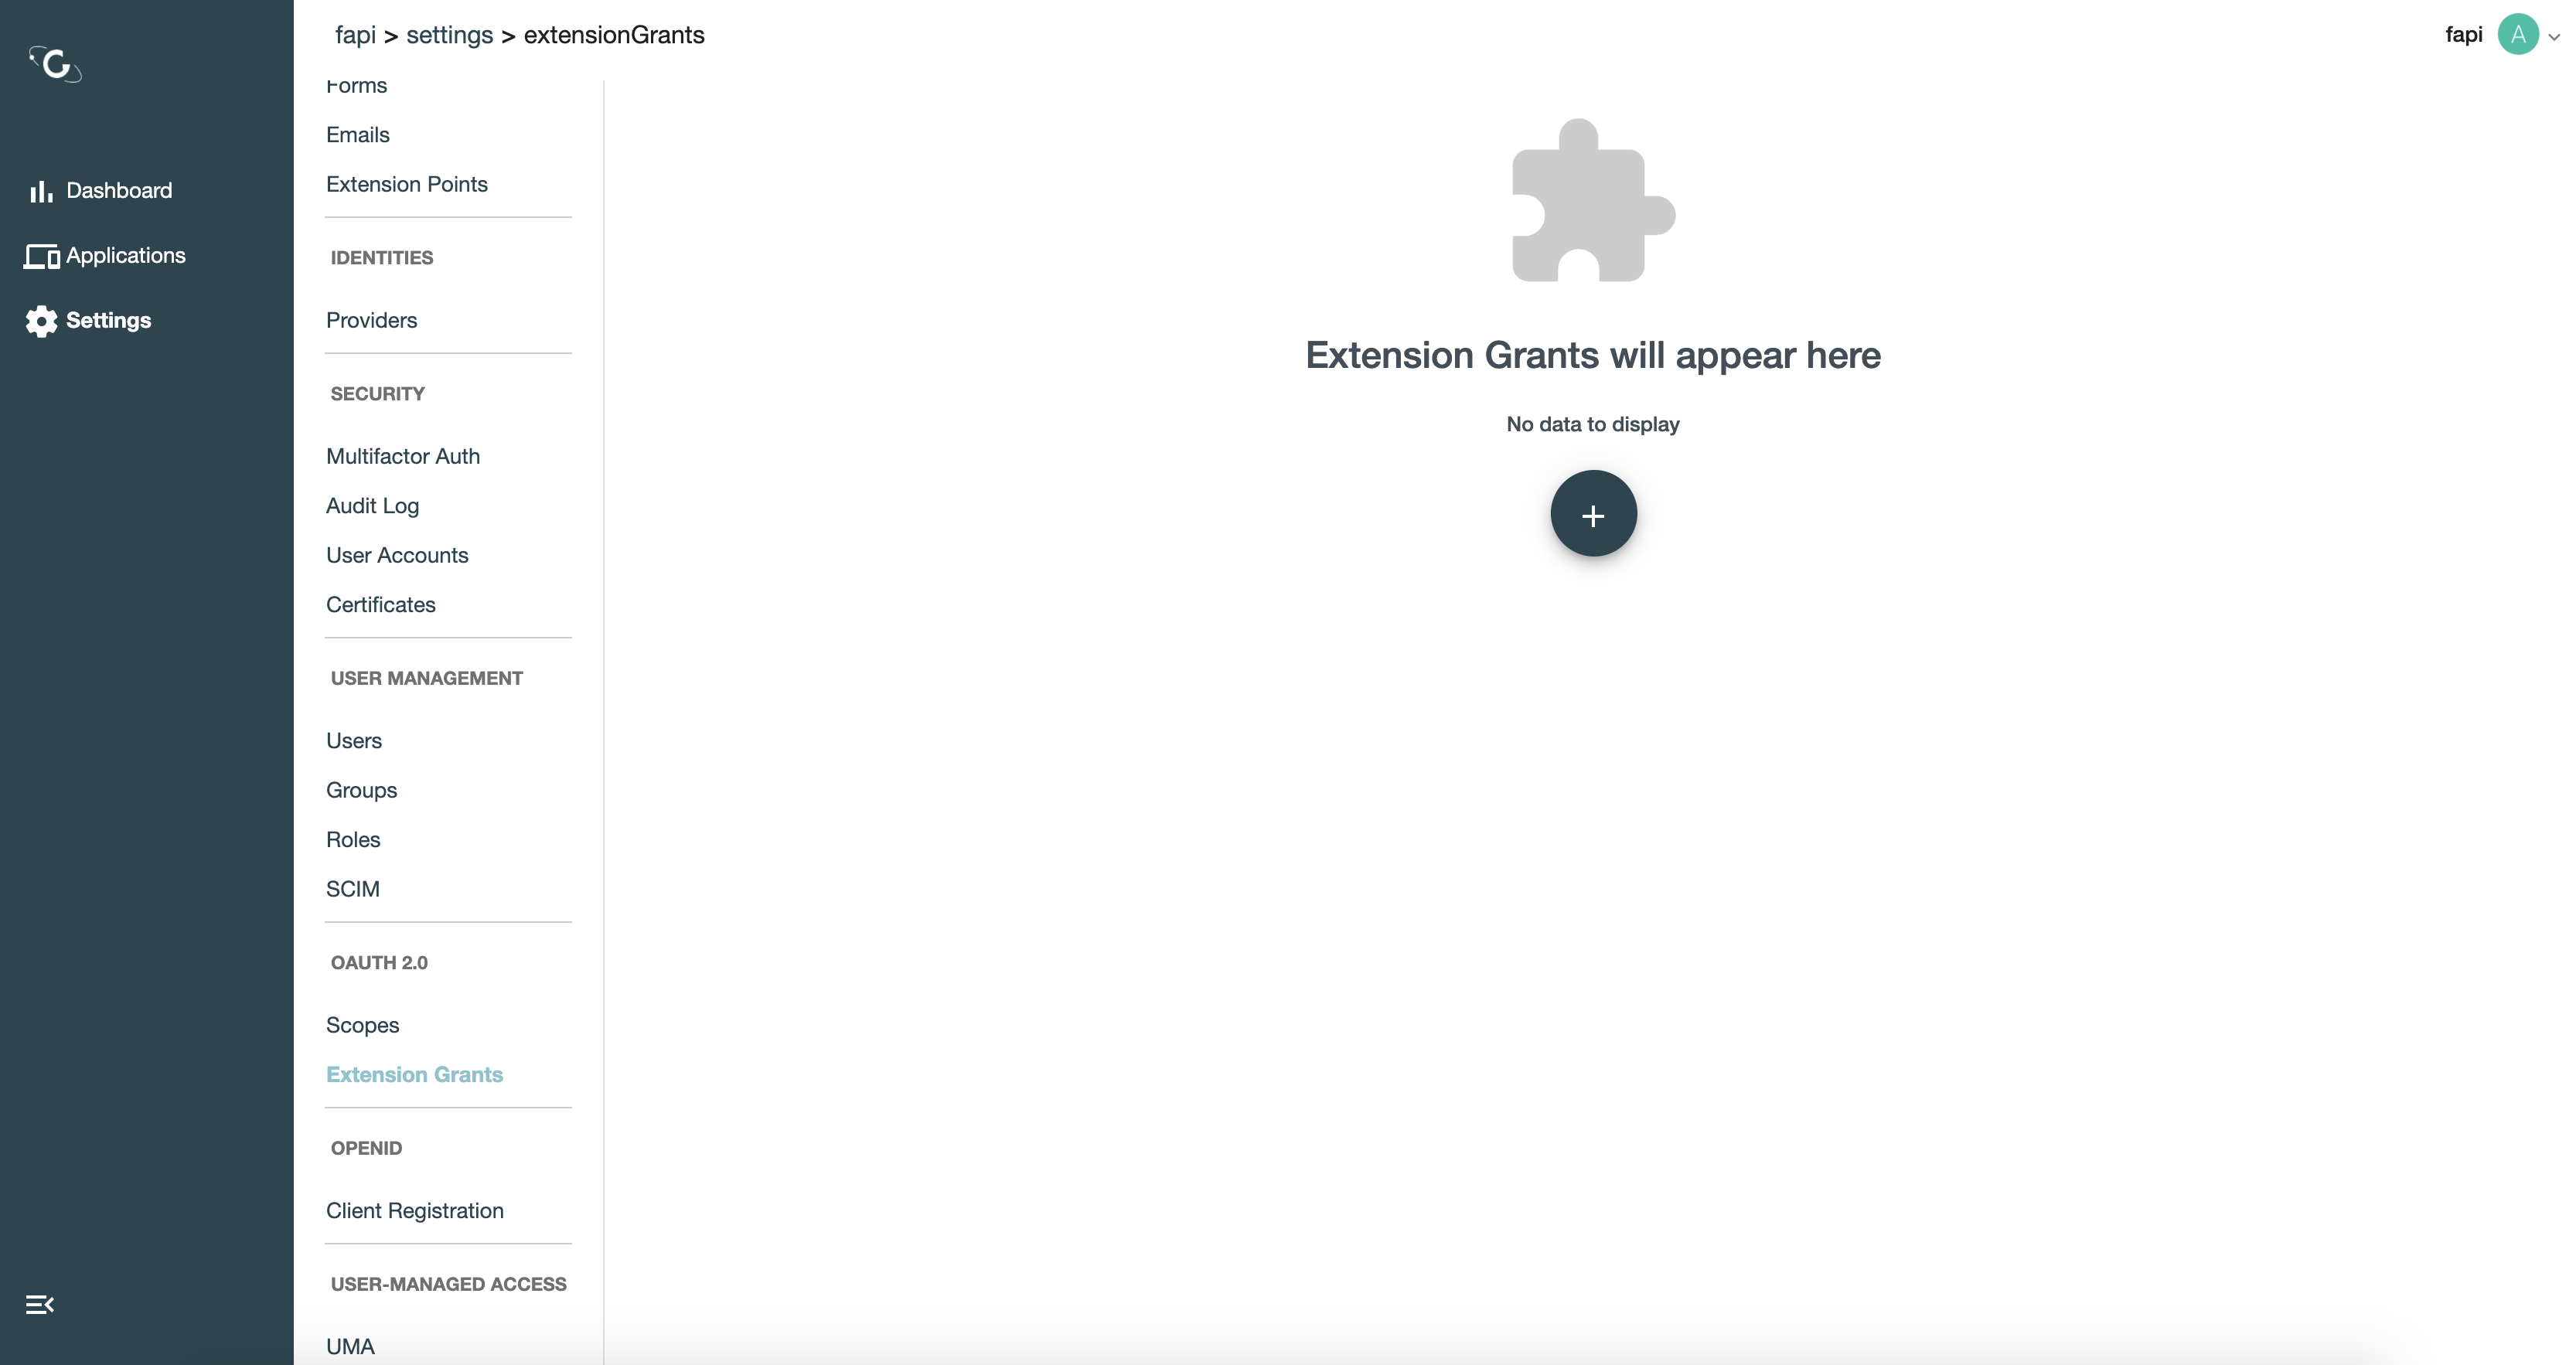 fapi > settings > extensionGrants
fapi
A
Dashboard
Applications
Settings
Forms
Emails
Extension Points
IDENTITIES
Providers
SECURITY
Multifactor Auth
Audit Log
User Accounts
Certificates
USER MANAGEMENT
Users
Groups
Roles
SCIM
OAUTH 2.0
Scopes
Extension Grants
OPENID
Client Registration
USER-MANAGED ACCESS
UMA
Extension Grants will appear here
No data to display
+